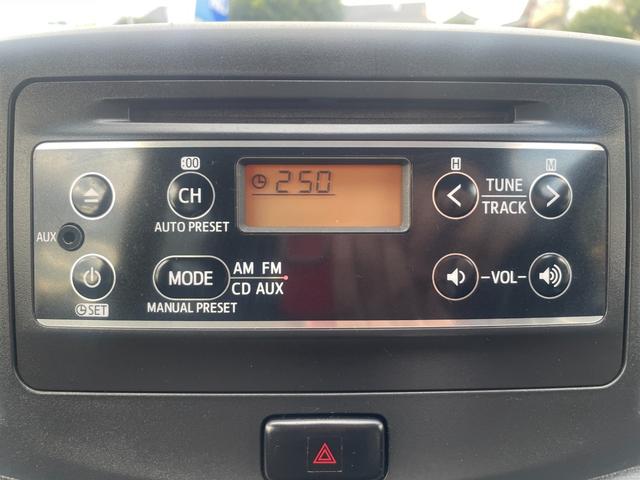 :00
CH
AUTO PRESET
2 50
H
M
TUNE
TRACK
AUX
SET
MODE
AM FM
CD AUX
MANUAL PRESET
VOL